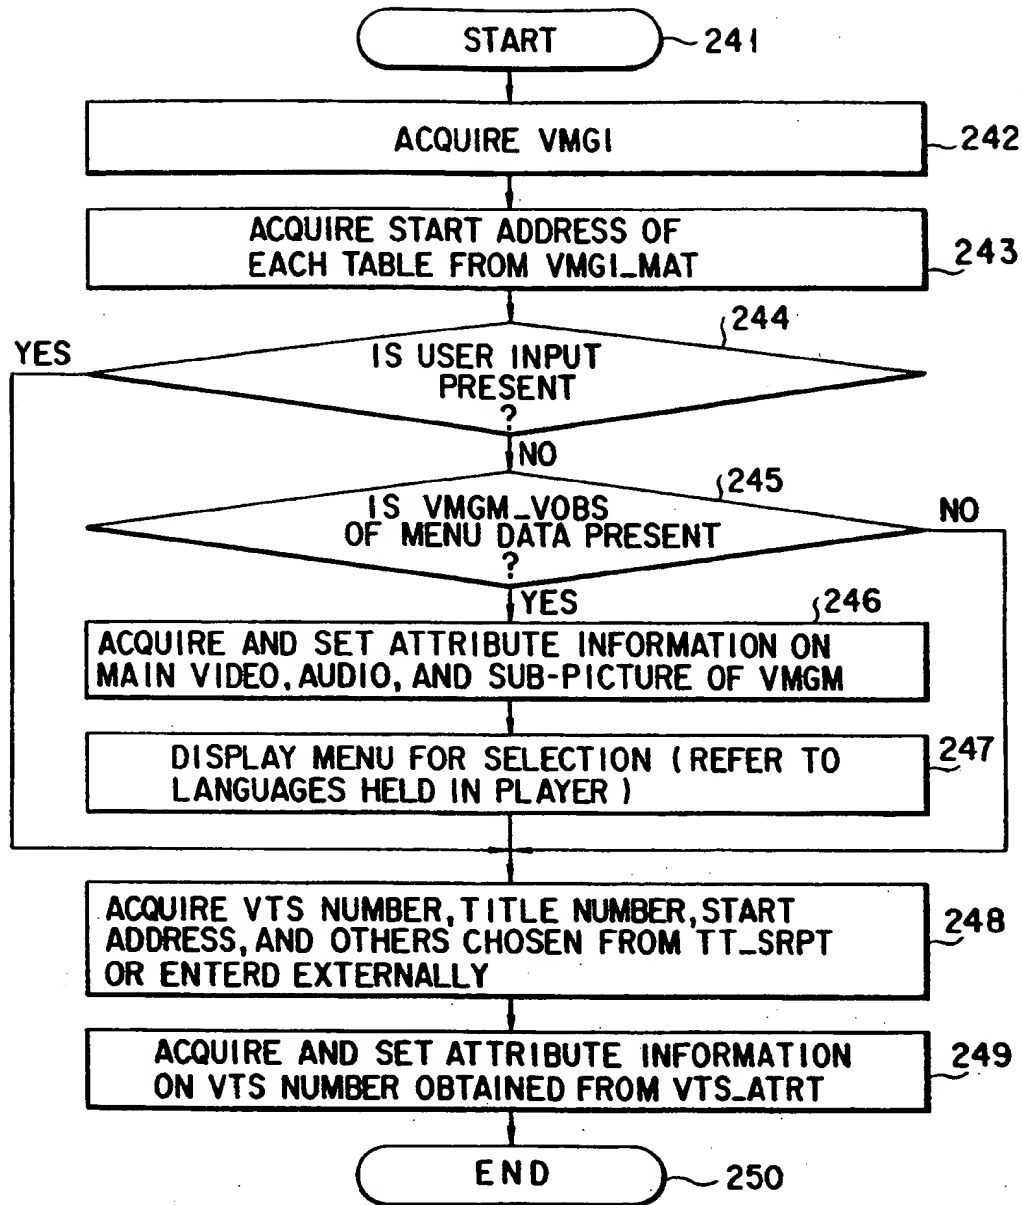 START
241
ACQUIRE VMGI
242
ACQUIRE START ADDRESS OF
EACH TABLE FROM VMGI_MAT
243
244
YES
IS USER INPUT
PRESENT
?
NO
245
IS VMGM_VOBS
OF MENU DATA PRESENT
?
NO
YES
246
ACQUIRE AND SET ATTRIBUTE INFORMATION ON
MAIN VIDEO, AUDIO, AND SUB-PICTURE OF VMGM
DISPLAY MENU FOR SELECTION (REFER TO
LANGUAGES HELD IN PLAYER)
247
ACQUIRE VTS NUMBER, TITLE NUMBER, START
ADDRESS, AND OTHERS CHOSEN FROM TT_SRPT
OR ENTERD EXTERNALLY
248
ACQUIRE AND SET ATTRIBUTE INFORMATION
ON VTS NUMBER OBTAINED FROM VTS_ATRT
249
END
250